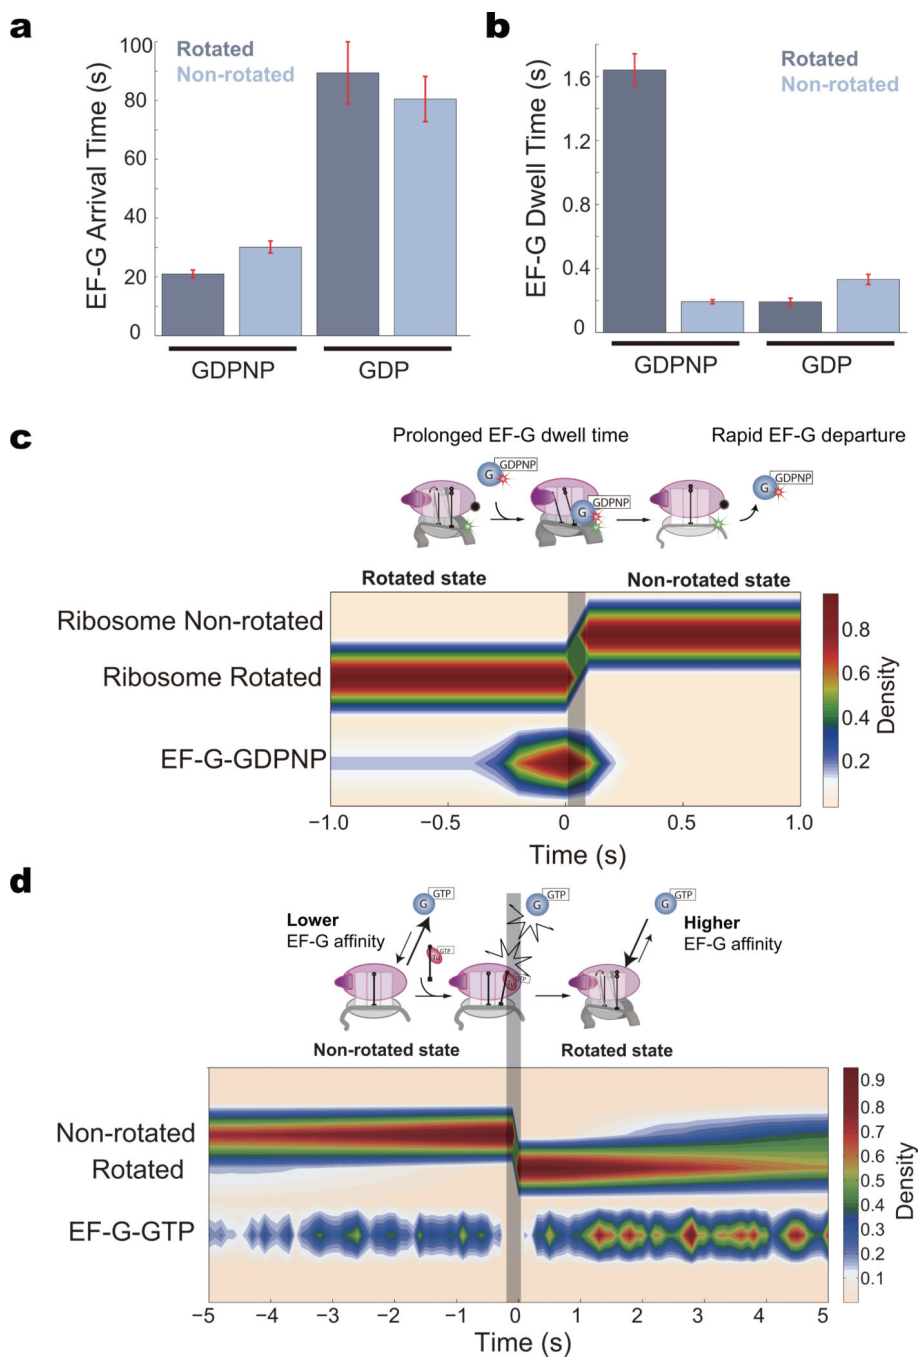 a
EF-G Arrival Time (s)
100
80
60
40
20
0
Rotated
Non-rotated
GDPNP
GDP
b
EF-G Dwell Time (s)
1.6
1.2
0.8
0.4
0
Rotated
Non-rotated
GDPNP
GDP
c
Prolonged EF-G dwell time
Rapid EF-G departure
G
GDPNP
G
GDPNP
G
GDPNP
Rotated state
Non-rotated state
Ribosome Non-rotated
Ribosome Rotated
EF-G-GDPNP
0.8
0.6
0.4
0.2
Density
−1.0
−0.5
0
0.5
1.0
Time (s)
d
G
GTP
G
GTP
G
GTP
Lower
EF-G affinity
Higher
EF-G affinity
Tu
GTP
Tu
Non-rotated state
Rotated state
Non-rotated
Rotated
EF-G-GTP
0.9
0.8
0.7
0.6
0.5
0.4
0.3
0.2
0.1
Density
−5
−4
−3
−2
−1
0
1
2
3
4
5
Time (s)